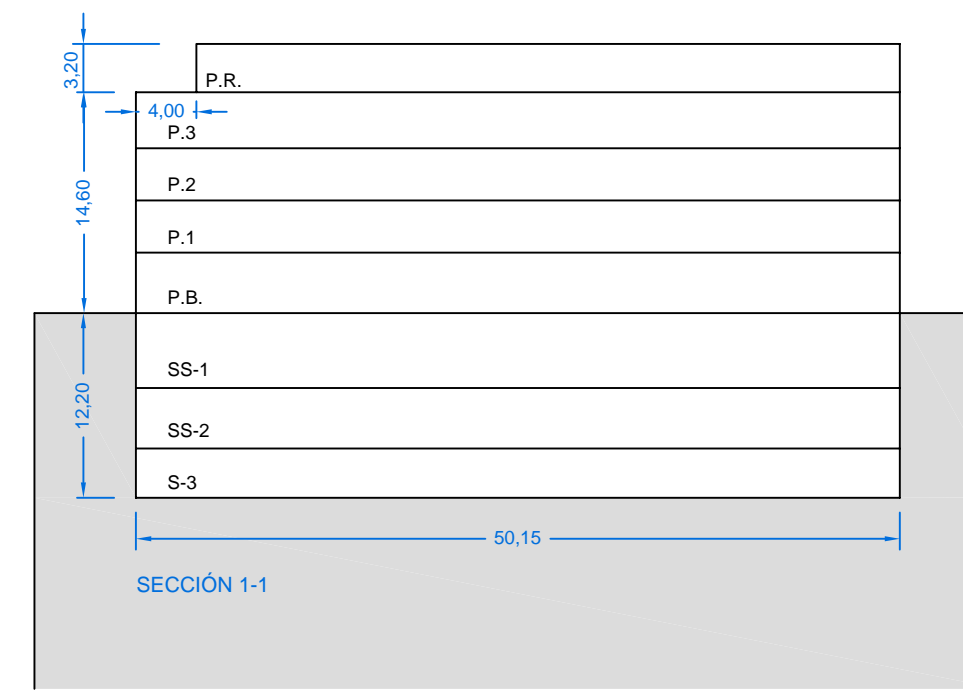 3,20
P.R.
4,00
P.3
P.2
14,60
P.1
P.B.
SS-1
12,20
SS-2
S-3
50,15
SECCIÓN 1-1